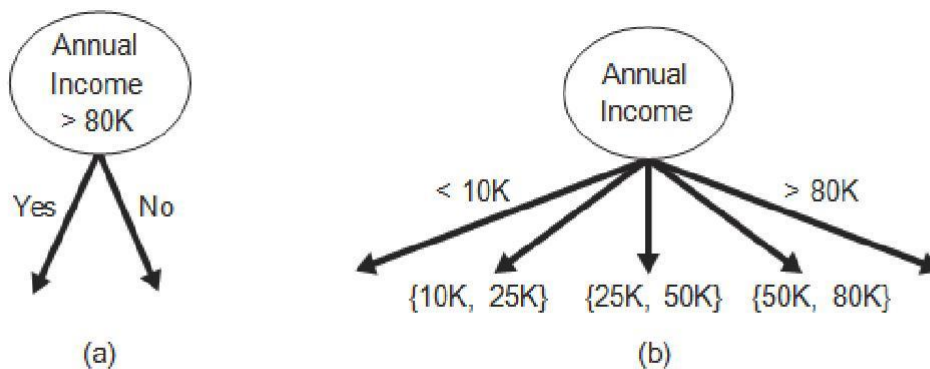 Annual
Income
> 80K
Yes
No
(a)
Annual
Income
< 10K
> 80K
{10K, 25K}
{25K, 50K}
{50K, 80K}
(b)